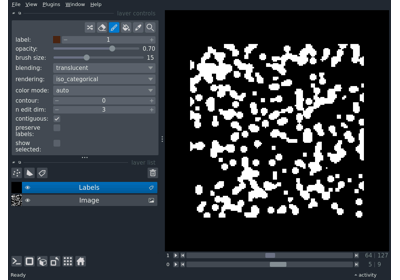 File View Plugins Window Help
layer controls
label: 1
opacity: 0.70
brush size: 15
blending: translucent
rendering: iso_categorical
color mode: auto
contour: 0
n edit dim: 3
contiguous:
preserve labels:
show selected:
layer list
Labels
Image
1 64 127
0 5 9
Ready activity